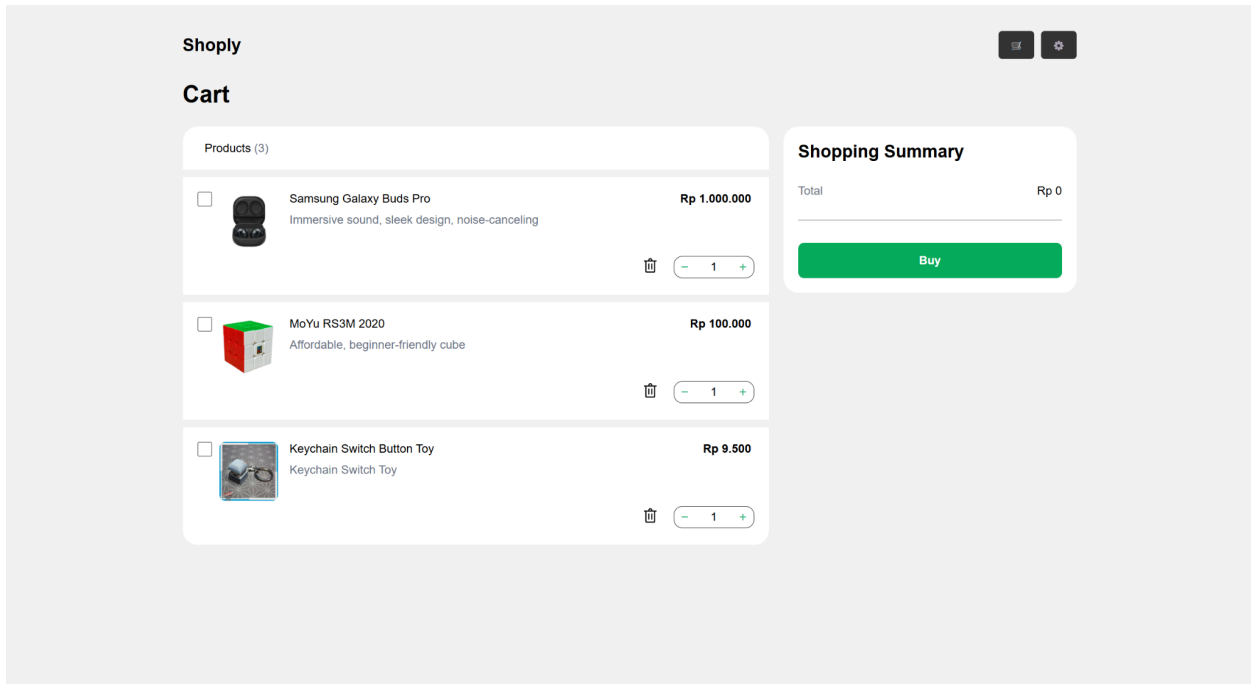 Shoply
Cart
Products (3)
Samsung Galaxy Buds Pro
Rp 1.000.000
Immersive sound, sleek design, noise-canceling
− 1 +
MoYu RS3M 2020
Rp 100.000
Affordable, beginner-friendly cube
− 1 +
Keychain Switch Button Toy
Rp 9.500
Keychain Switch Toy
− 1 +
Shopping Summary
Total
Rp 0
Buy